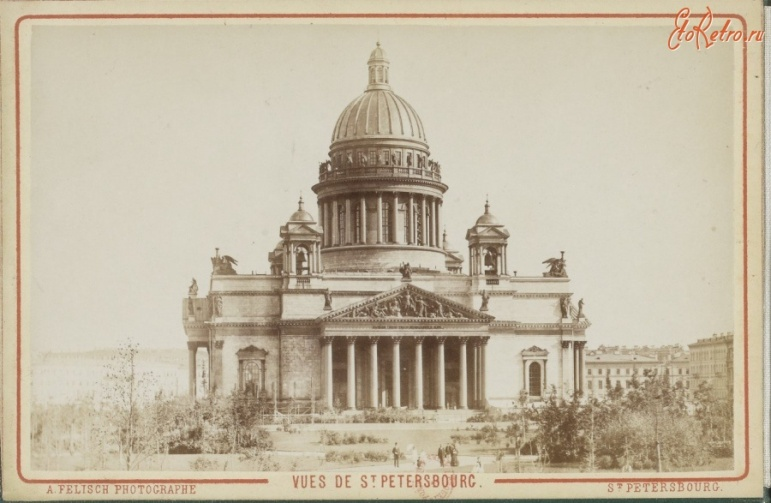 EtoRetro.ru
A. FELISCH PHOTOGRAPHE
VUES DE ST. PETERSBOURG.
ST. PETERSBOURG.